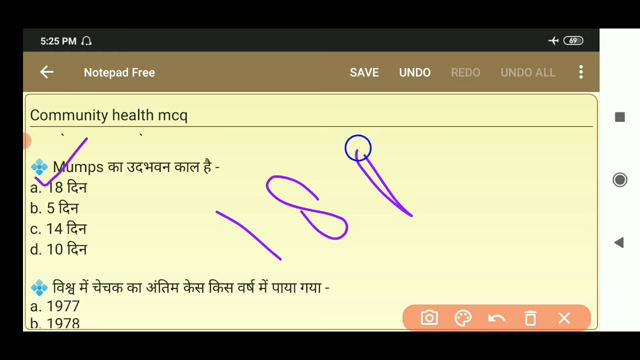 5:25 PM
69
Notepad Free
SAVE
UNDO
REDO
UNDO ALL
Community health mcq
Mumps का उदभवन काल है -
a. 18 दिन
b. 5 दिन
c. 14 दिन
d. 10 दिन
18
विश्व में चेचक का अंतिम केस किस वर्ष में पाया गया -
a. 1977
b. 1978